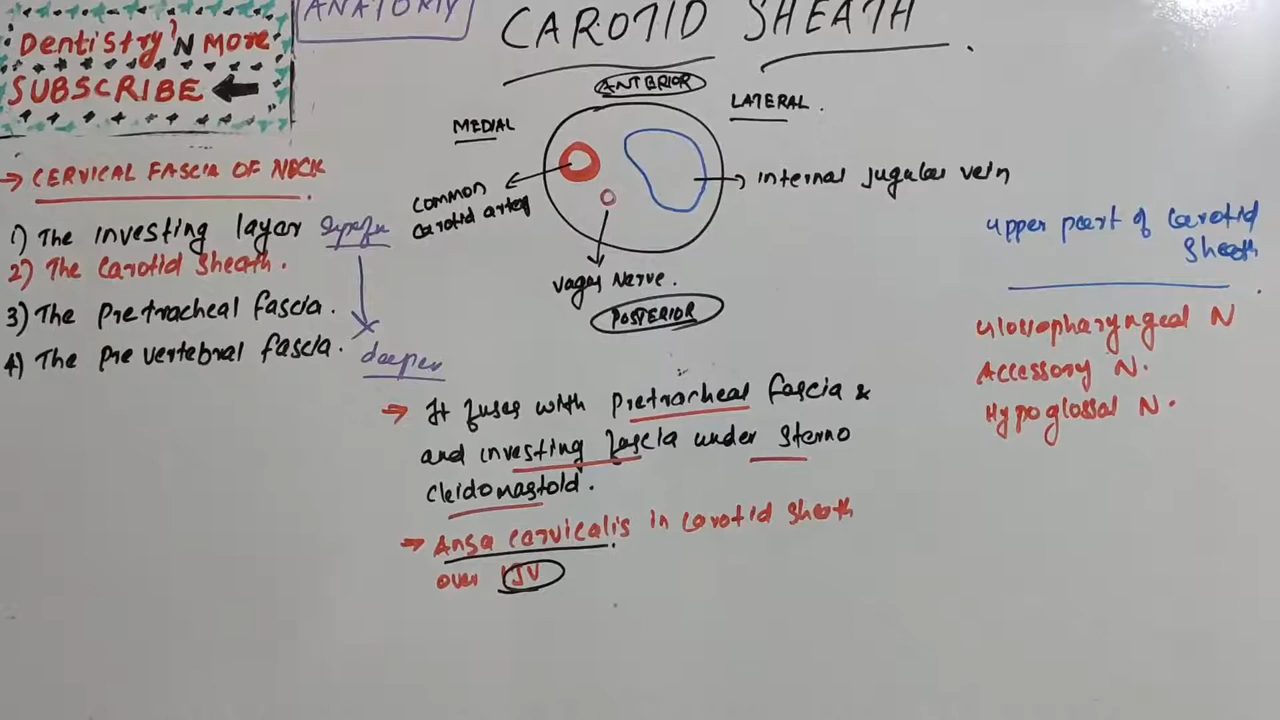 ANATOMY
CAROTID SHEATH
Dentistry'N MORE
SUBSCRIBE
ANTERIOR
LATERAL
MEDIAL
→ CERVICAL FASCIA OF NECK
common
carotid artery
internal jugular vein
1) The investing layer
2) The Carotid Sheath.
3) The Pretracheal fascia.
4) The Pre vertebral fascia.
deeper
vagus Nerve.
POSTERIOR
upper part of carotid
Sheath
Glossopharyngeal N
Accessory N.
Hypoglossal N.
→ It fuses with pretracheal fascia &
and investing fascia under Sterno
cleidomastoid.
→ Ansa cervicalis in carotid sheath
over IJV